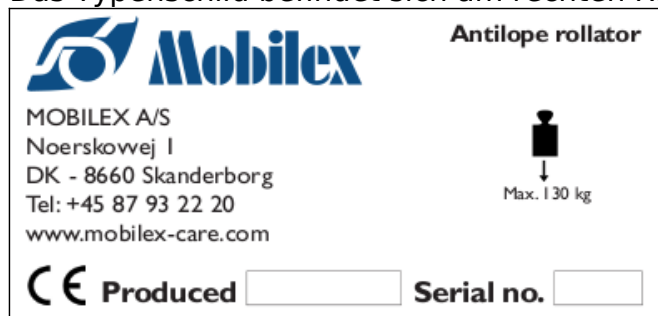 Mobilex
Antilope rollator
MOBILEX A/S
Noerskovvej 1
DK - 8660 Skanderborg
Tel: +45 87 93 22 20
www.mobilex-care.com
Max. 130 kg
CE Produced
Serial no.